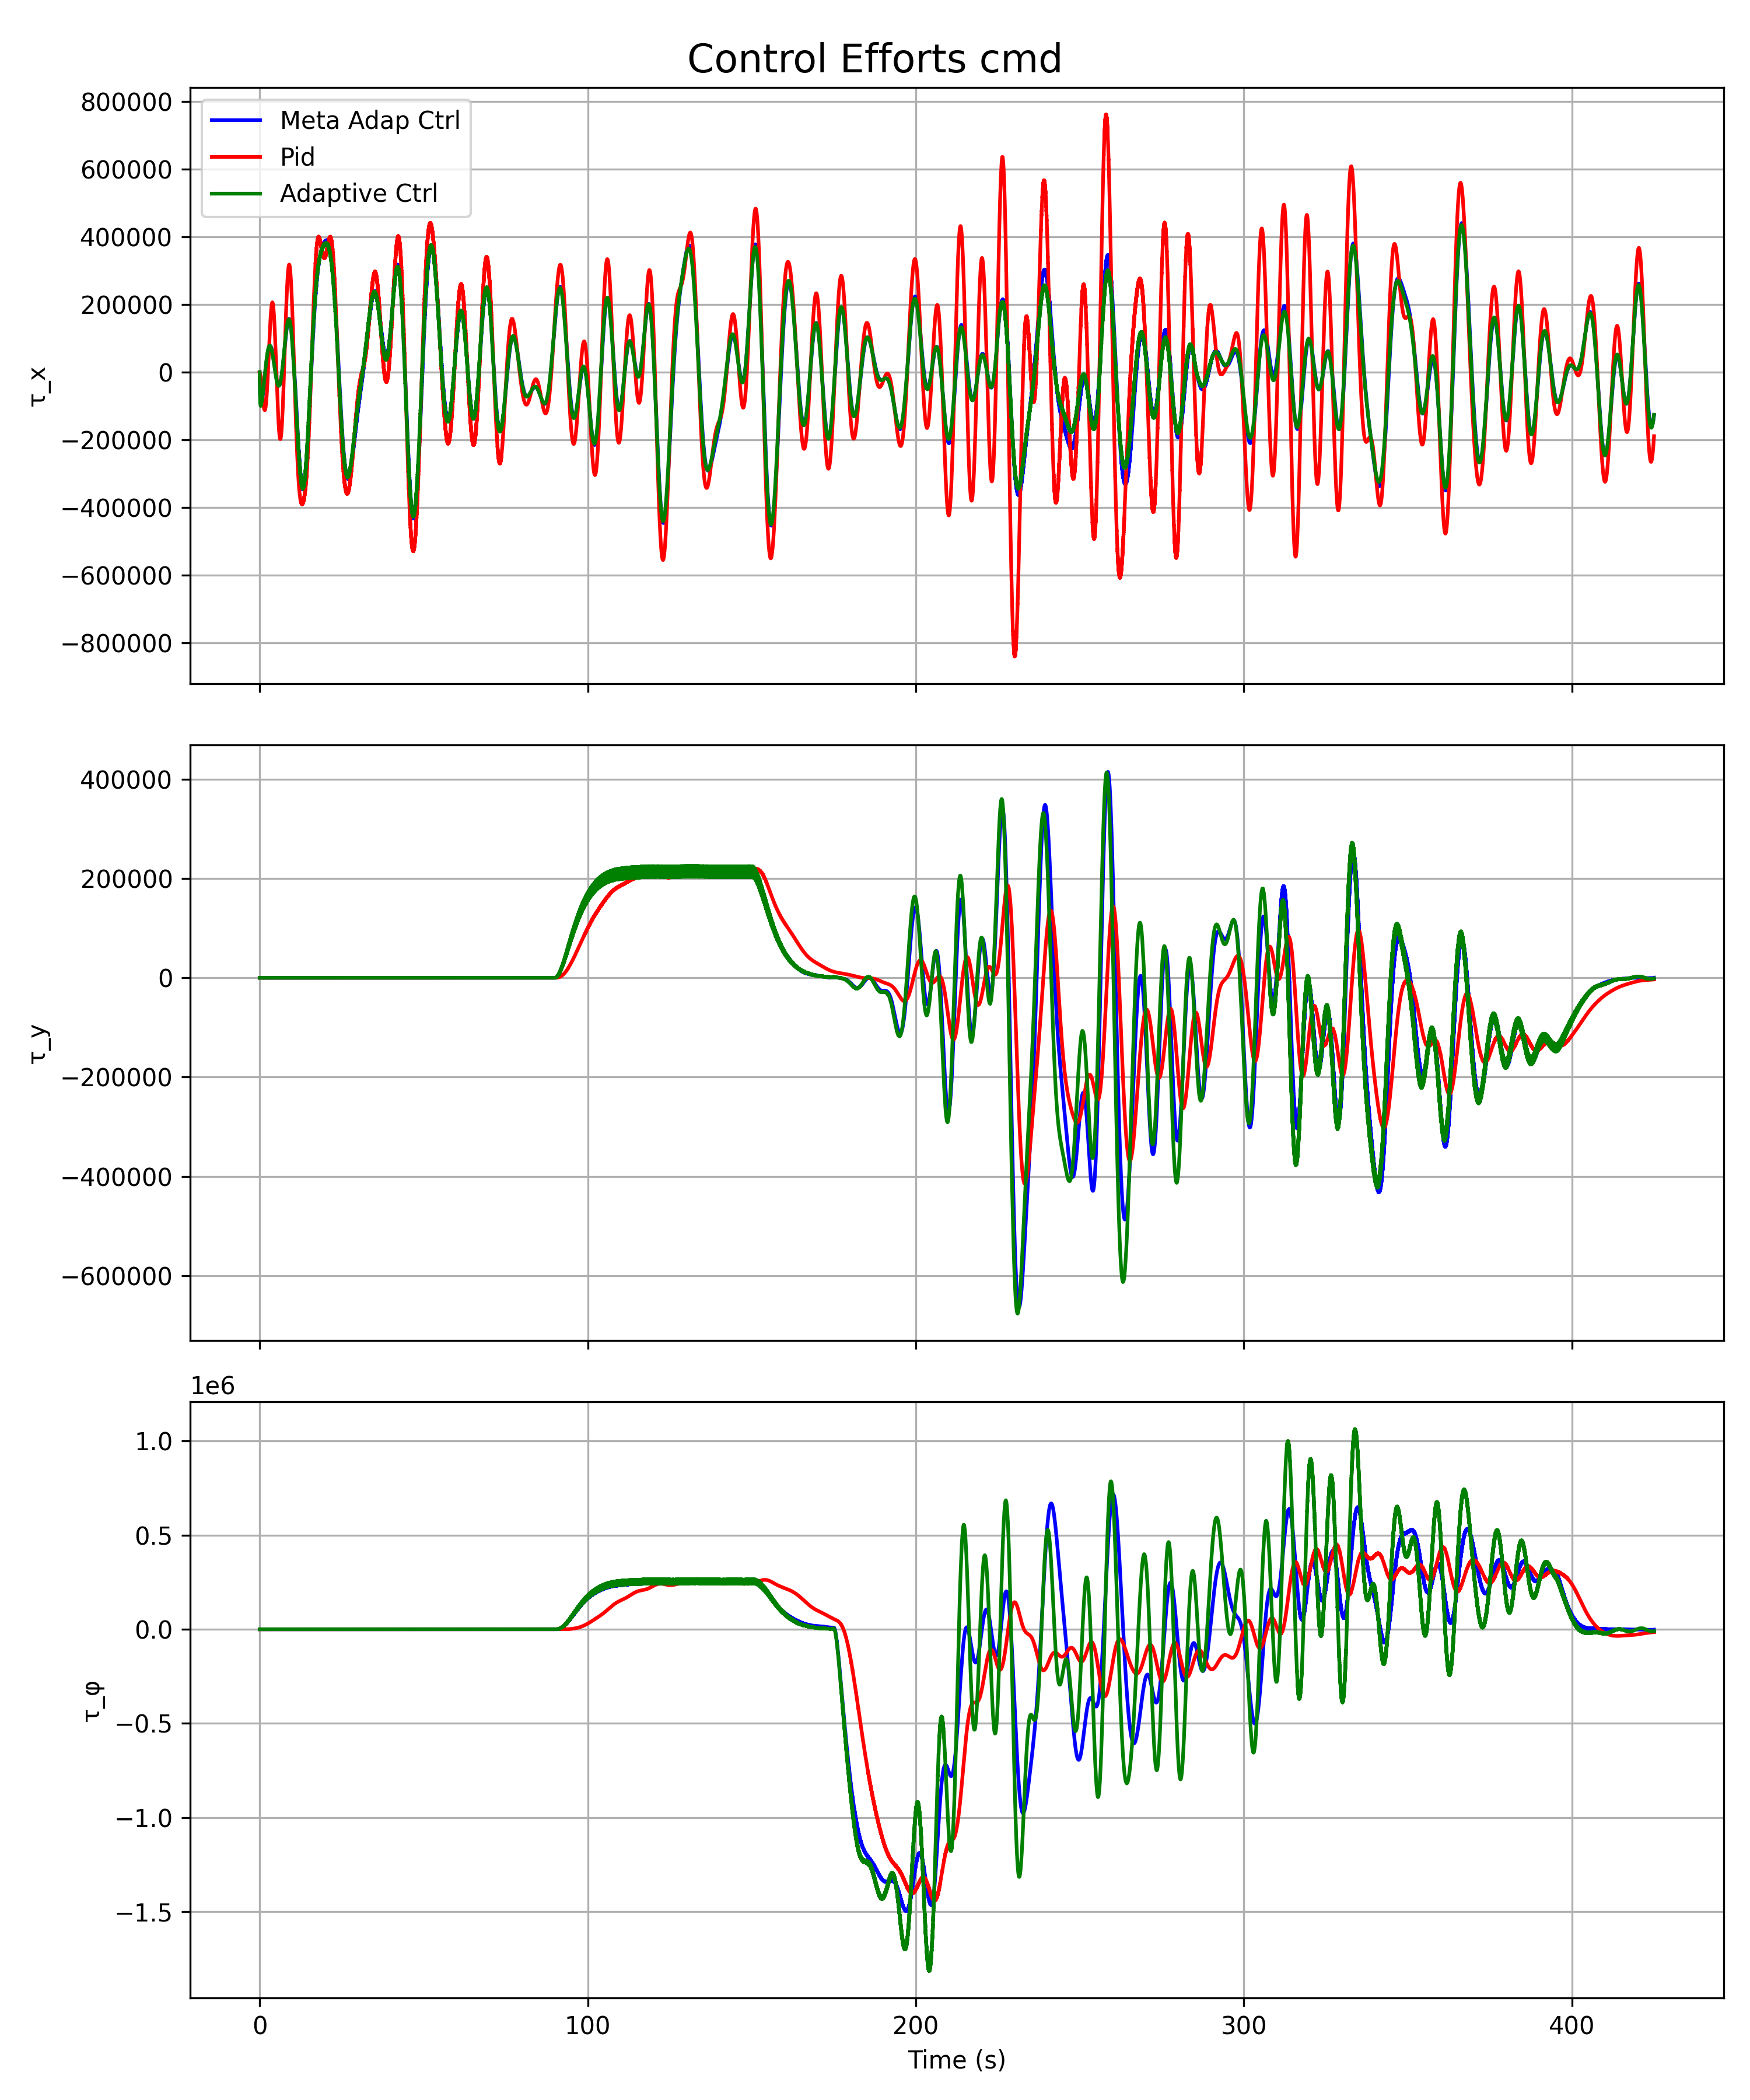 Control Efforts cmd
800000
600000
400000
200000
0
−200000
−400000
−600000
−800000
τ_x
Meta Adap Ctrl
Pid
Adaptive Ctrl
400000
200000
0
−200000
−400000
−600000
τ_y
1e6
1.0
0.5
0.0
−0.5
−1.0
−1.5
τ_φ
0 100 200 300 400
Time (s)